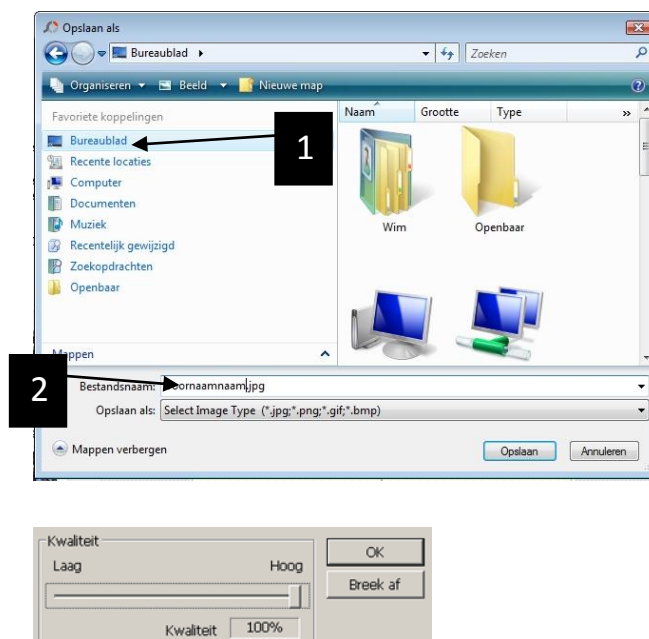 Opslaan als
Bureaublad
Zoeken
Organiseren Beeld Nieuwe map
Favoriete koppelingen
Naam Grootte Type »
Bureaublad
1
Recente locaties
Computer
Documenten
Muziek
Recentelijk gewijzigd
Zoekopdrachten
Openbaar
Wim Openbaar
Mappen
2
Bestandsnaam: oornaamnaam.jpg
Opslaan als: Select Image Type (*.jpg;*.png;*.gif;*.bmp)
Mappen verbergen Opslaan Annuleren
Kwaliteit
Laag Hoog OK
Breek af
Kwaliteit 100%